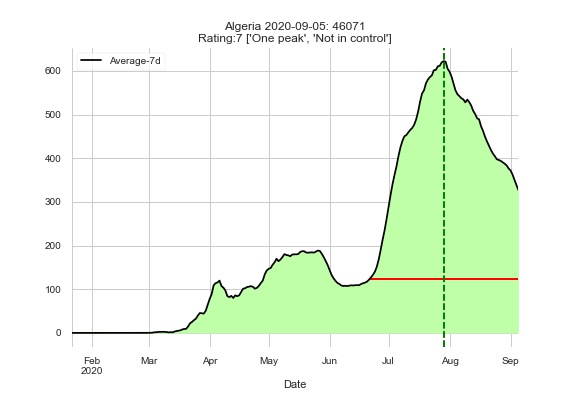 Algeria 2020-09-05: 46071
Rating:7 ['One peak', 'Not in control']
Average-7d
600
500
400
300
200
100
0
Feb Mar Apr May Jun Jul Aug Sep
2020
Date